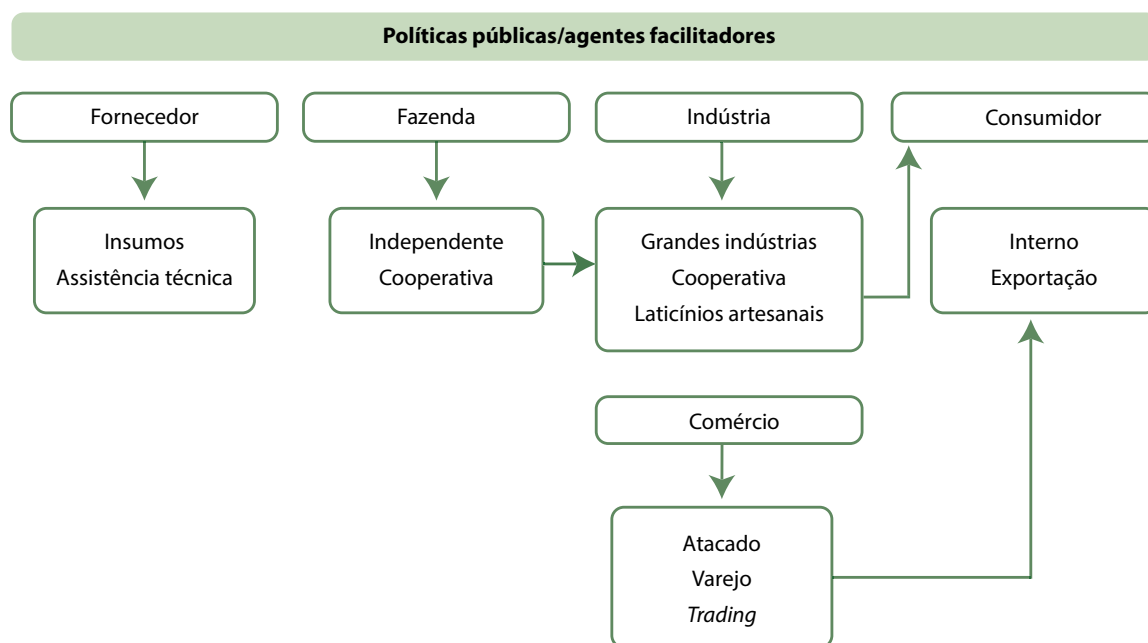 Políticas públicas/agentes facilitadores
Fornecedor
Fazenda
Indústria
Consumidor
Insumos
Assistência técnica
Independente
Cooperativa
Grandes indústrias
Cooperativa
Laticínios artesanais
Interno
Exportação
Comércio
Atacado
Varejo
Trading